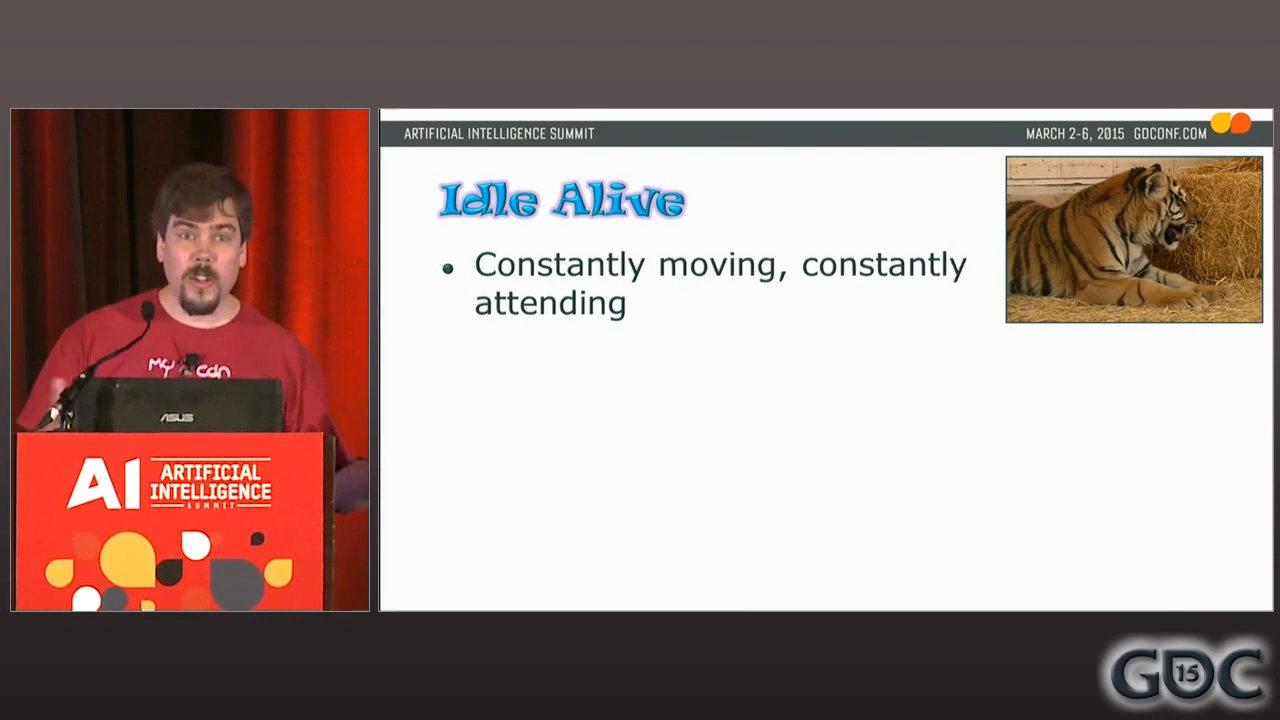 ARTIFICIAL INTELLIGENCE SUMMIT
MARCH 2-6, 2015 GDCONF.COM
Idle Alive
Constantly moving, constantly
attending
ASUS
AI ARTIFICIAL
INTELLIGENCE
SUMMIT
GDC 15